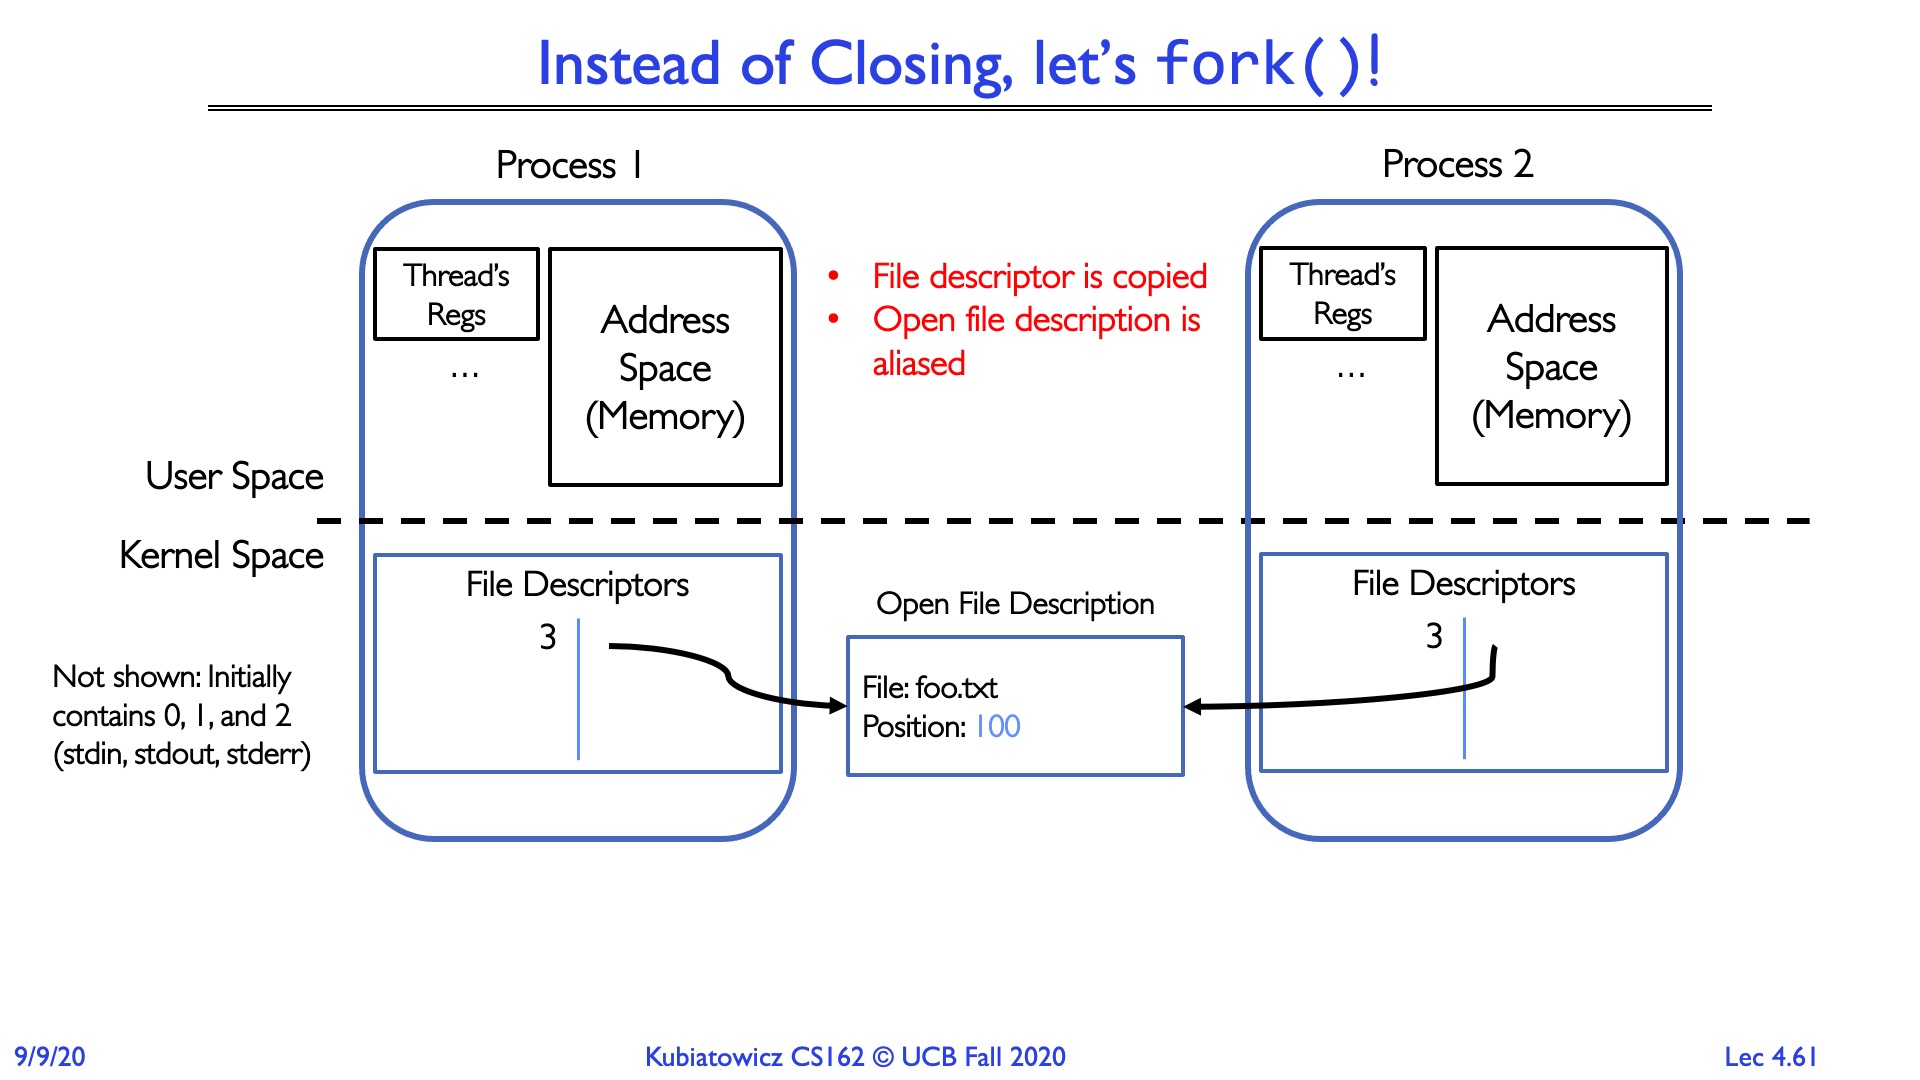 Instead of Closing, let's fork()!
Process 1
Process 2
Thread's
Regs
...
Address
Space
(Memory)
• File descriptor is copied
• Open file description is
aliased
Thread's
Regs
...
Address
Space
(Memory)
User Space
Kernel Space
File Descriptors
3
Open File Description
File: foo.txt
Position: 100
File Descriptors
3
Not shown: Initially
contains 0, 1, and 2
(stdin, stdout, stderr)
9/9/20
Kubiatowicz CS162 © UCB Fall 2020
Lec 4.61